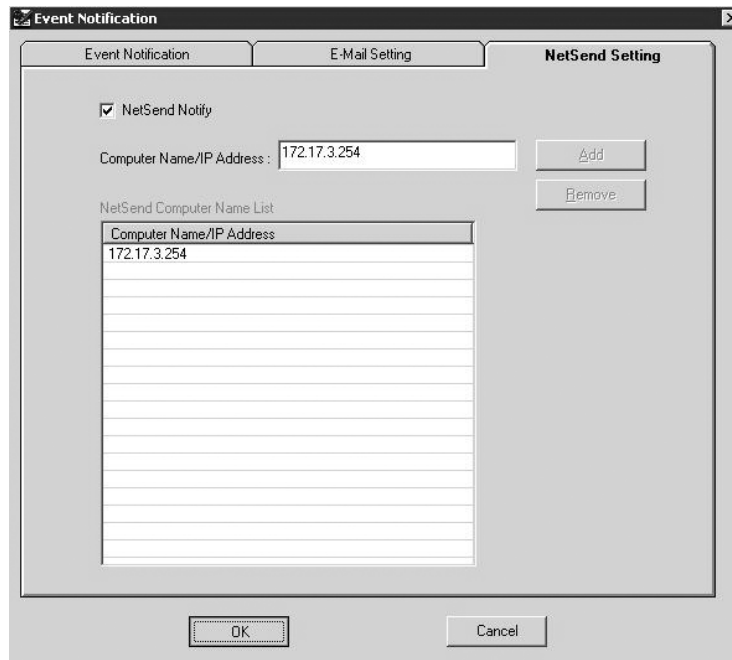 Event Notification
Event Notification
E-Mail Setting
NetSend Setting
NetSend Notify
Computer Name/IP Address :
172.17.3.254
Add
Remove
NetSend Computer Name List
Computer Name/IP Address
172.17.3.254
OK
Cancel